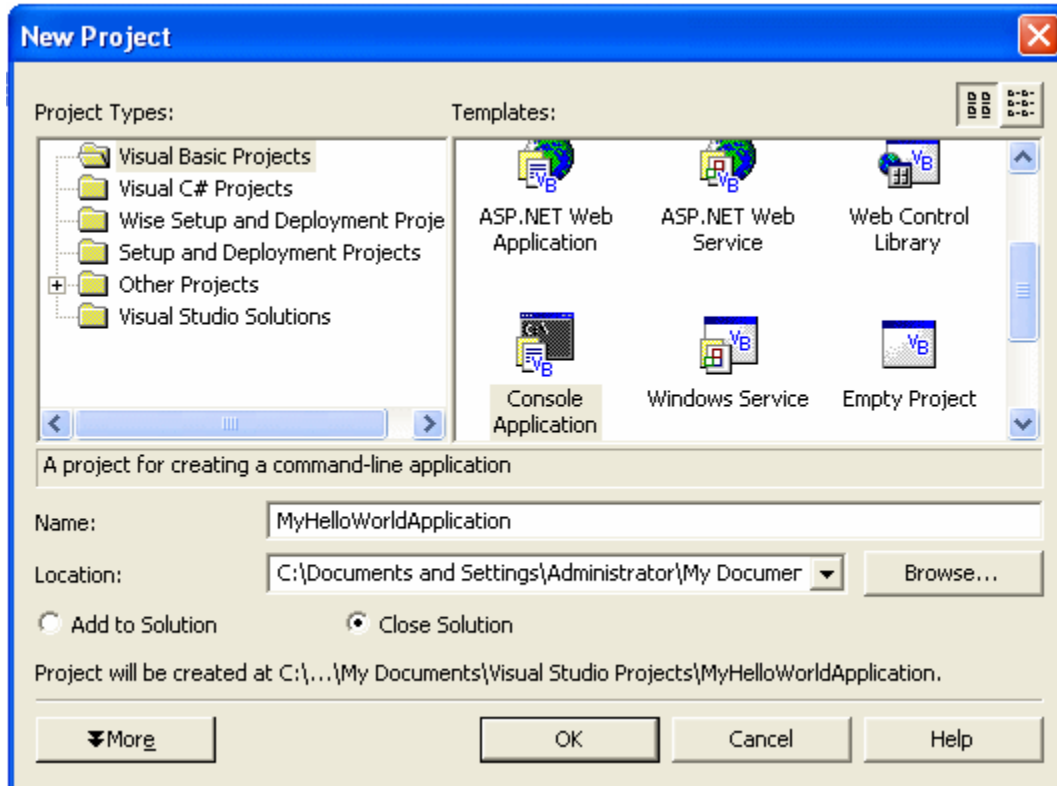 New Project
Project Types:
Templates:
Visual Basic Projects
Visual C# Projects
Wise Setup and Deployment Proje
Setup and Deployment Projects
Other Projects
Visual Studio Solutions
ASP.NET Web
Application
ASP.NET Web
Service
Web Control
Library
Console
Application
Windows Service
Empty Project
A project for creating a command-line application
Name:
MyHelloWorldApplication
Location:
C:\Documents and Settings\Administrator\My Documer
Browse...
Add to Solution
Close Solution
Project will be created at C:\...\My Documents\Visual Studio Projects\MyHelloWorldApplication.
More
OK
Cancel
Help